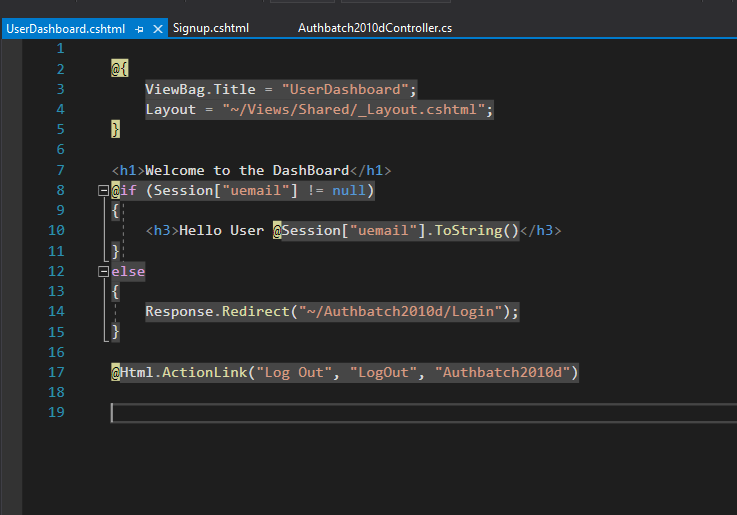 UserDashboard.cshtml Signup.cshtml Authbatch2010dController.cs
1
2 @{
3 ViewBag.Title = "UserDashboard";
4 Layout = "~/Views/Shared/_Layout.cshtml";
5 }
6
7 <h1>Welcome to the DashBoard</h1>
8 @if (Session["uemail"] != null)
9 {
10 <h3>Hello User @Session["uemail"].ToString()</h3>
11 }
12 else
13 {
14 Response.Redirect("~/Authbatch2010d/Login");
15 }
16
17 @Html.ActionLink("Log Out", "LogOut", "Authbatch2010d")
18
19